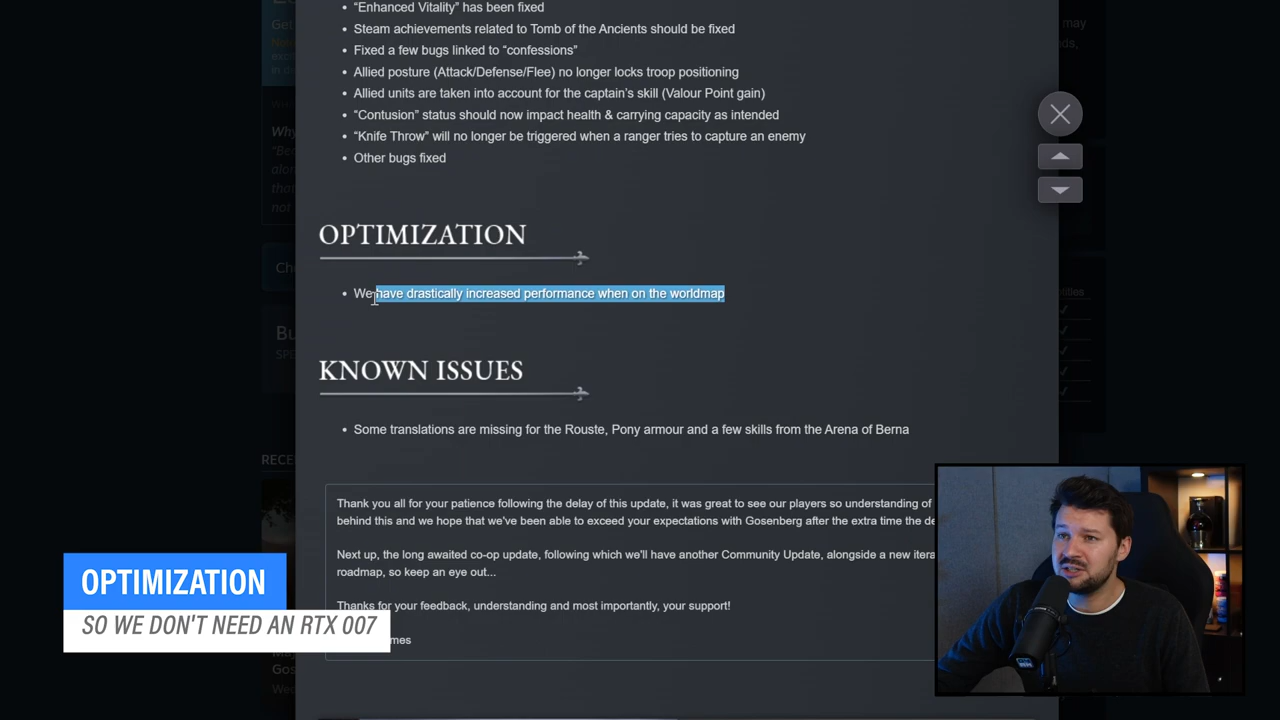 "Enhanced Vitality" has been fixed
Steam achievements related to Tomb of the Ancients should be fixed
Fixed a few bugs linked to "confessions"
Allied posture (Attack/Defense/Flee) no longer locks troop positioning
Allied units are taken into account for the captain's skill (Valour Point gain)
"Contusion" status should now impact health & carrying capacity as intended
"Knife Throw" will no longer be triggered when a ranger tries to capture an enemy
Other bugs fixed
OPTIMIZATION
We have drastically increased performance when on the worldmap
KNOWN ISSUES
Some translations are missing for the Rouste, Pony armour and a few skills from the Arena of Berna
RECE
Thank you all for your patience following the delay of this update, it was great to see our players so understanding of
behind this and we hope that we've been able to exceed your expectations with Gosenberg after the extra time the de
Next up, the long awaited co-op update, following which we'll have another Community Update, alongside a new itera
roadmap, so keep an eye out...
Thanks for your feedback, understanding and most importantly, your support!
mes
OPTIMIZATION
SO WE DON'T NEED AN RTX 007
Gos